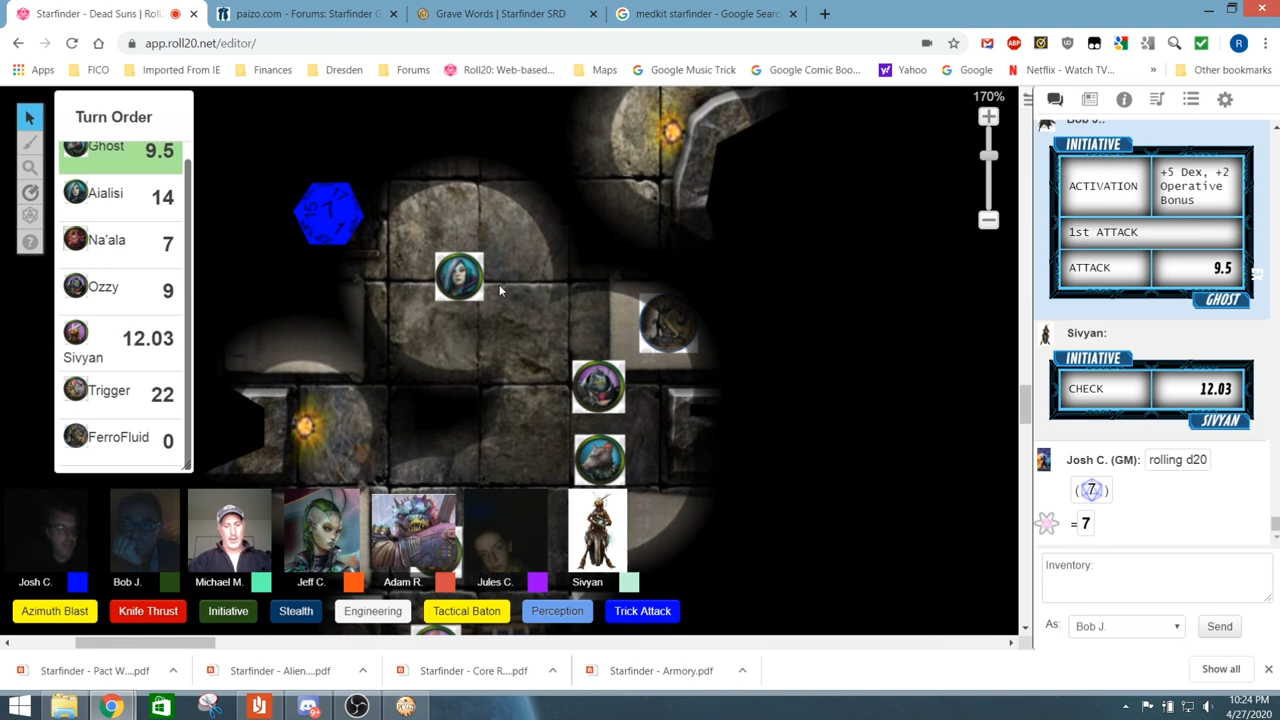 Starfinder - Dead Suns | Rol
paizo.com - Forums: Starfinder G
Grave Words | Starfinder SRD
medkit starfinder - Google Searc
app.roll20.net/editor/
Apps
FICO
Imported From IE
Finances
Dresden
Forums
Roll20: Web-based...
Maps
Google Music Trick
Google Comic Boo...
Yahoo
Google
Netflix - Watch TV...
Other bookmarks
Turn Order
Ghost 9.5
Aialisi 14
Na'ala 7
Ozzy 9
Sivyan 12.03
Trigger 22
FerroFluid 0
170%
7
15
Josh C.
Bob J.
Michael M.
Jeff C.
Adam R.
Jules C.
Sivyan
Azimuth Blast
Knife Thrust
Initiative
Stealth
Engineering
Tactical Baton
Perception
Trick Attack
Bob J.:
INITIATIVE
ACTIVATION
+5 Dex, +2
Operative
Bonus
1st ATTACK
ATTACK 9.5
GHOST
Sivyan:
INITIATIVE
CHECK 12.03
SIVYAN
Josh C. (GM): rolling d20
(7)
= 7
Inventory:
As: Bob J.
Send
Starfinder - Pact W....pdf
Starfinder - Alien....pdf
Starfinder - Core R....pdf
Starfinder - Armory.pdf
Show all
10:24 PM
4/27/2020